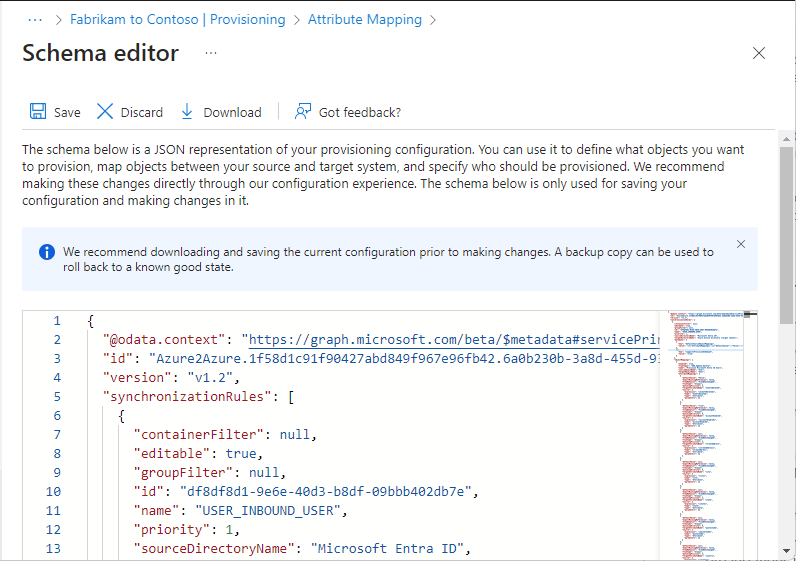 ··· > Fabrikam to Contoso | Provisioning > Attribute Mapping >
Schema editor ···
Save Discard Download Got feedback?
The schema below is a JSON representation of your provisioning configuration. You can use it to define what objects you want
to provision, map objects between your source and target system, and specify who should be provisioned. We recommend
making these changes directly through our configuration experience. The schema below is only used for saving your
configuration and making changes in it.
We recommend downloading and saving the current configuration prior to making changes. A backup copy can be used to
roll back to a known good state.
1 {
2 "@odata.context": "https://graph.microsoft.com/beta/$metadata#servicePri
3 "id": "Azure2Azure.1f58d1c91f90427abd849f967e96fb42.6a0b230b-3a8d-455d-9
4 "version": "v1.2",
5 "synchronizationRules": [
6 {
7 "containerFilter": null,
8 "editable": true,
9 "groupFilter": null,
10 "id": "df8df8d1-9e6e-40d3-b8df-09bbb402db7e",
11 "name": "USER_INBOUND_USER",
12 "priority": 1,
13 "sourceDirectoryName": "Microsoft Entra ID",